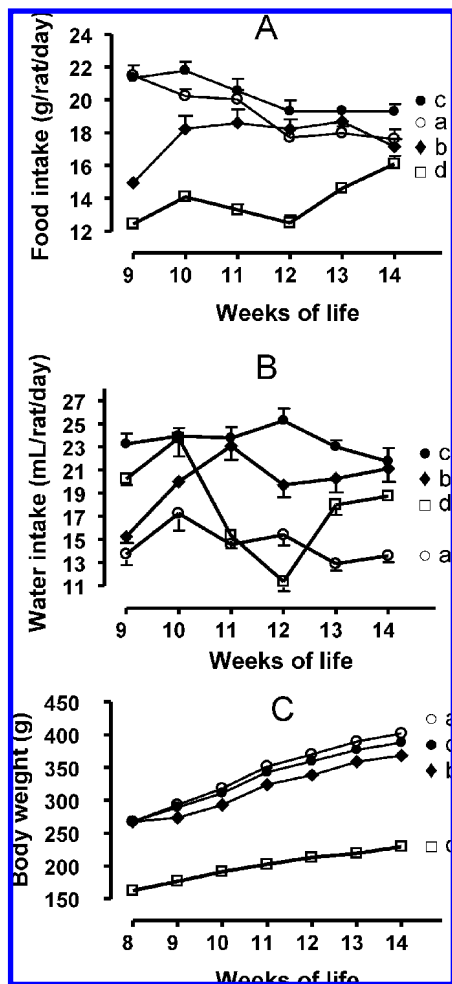 A
Food intake (g/rat/day)
24
22
20
18
16
14
12
c
a
b
d
9 10 11 12 13 14
Weeks of life
B
Water intake (mL/rat/day)
27
25
23
21
19
17
15
13
11
c
b
d
a
9 10 11 12 13 14
Weeks of life
C
Body weight (g)
450
400
350
300
250
200
150
a
b
8 9 10 11 12 13 14
Weeks of life